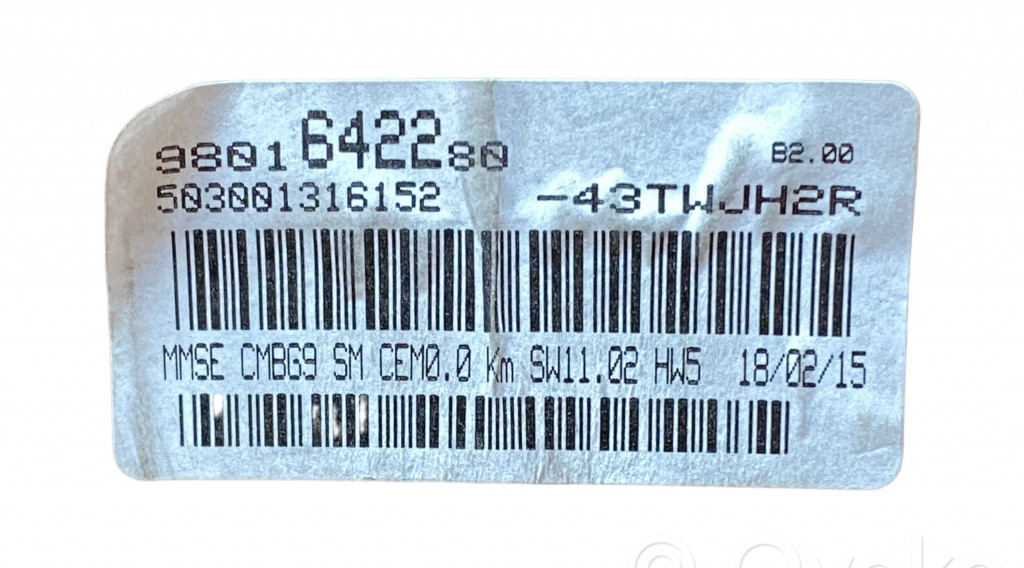 9801642280 B2.00
503001316152 -43TWJH2R
MMSE CMBG9 SM CEM0.0 Km SW11.02 HW5 18/02/15